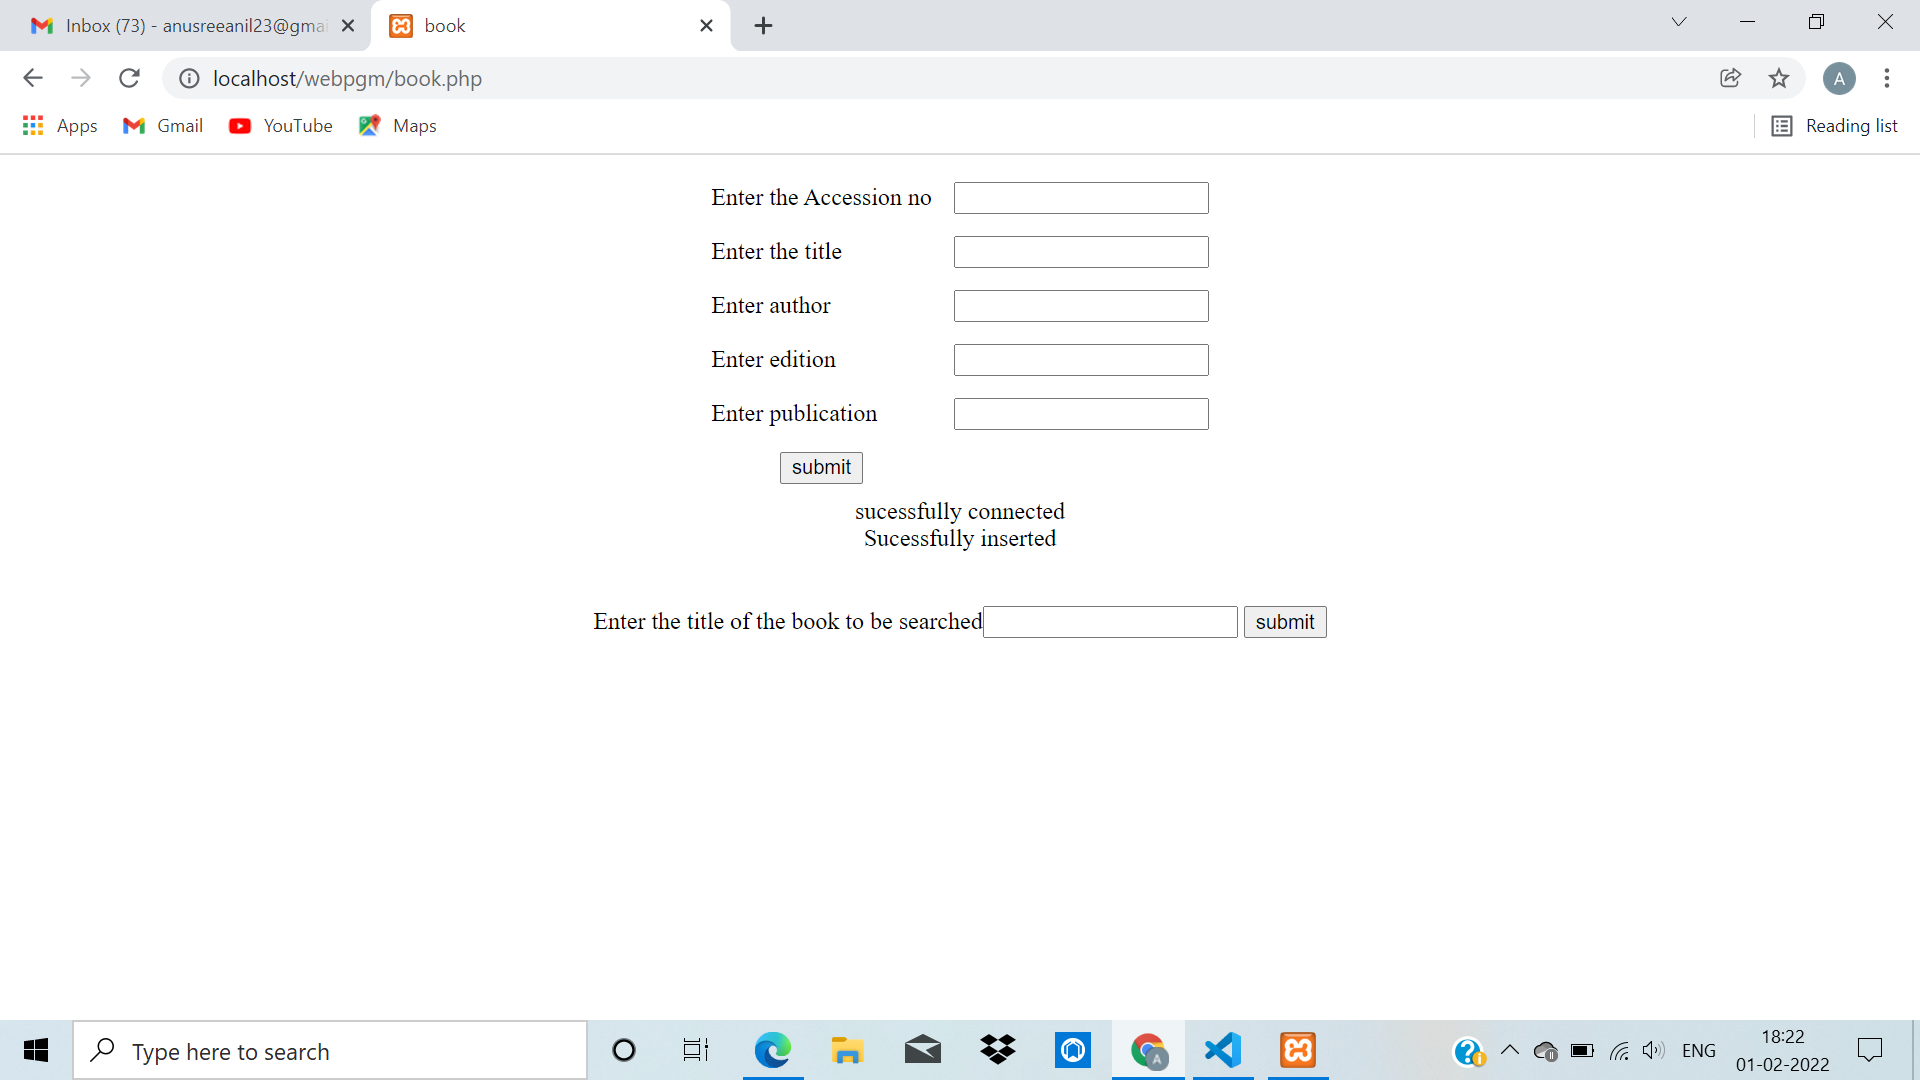 Inbox (73) - anusreeanil23@gmai
book
localhost/webpgm/book.php
A
Apps
Gmail
YouTube
Maps
Reading list
Enter the Accession no
Enter the title
Enter author
Enter edition
Enter publication
submit
sucessfully connected
Sucessfully inserted
Enter the title of the book to be searched
submit
Type here to search
A
ENG
18:22
01-02-2022